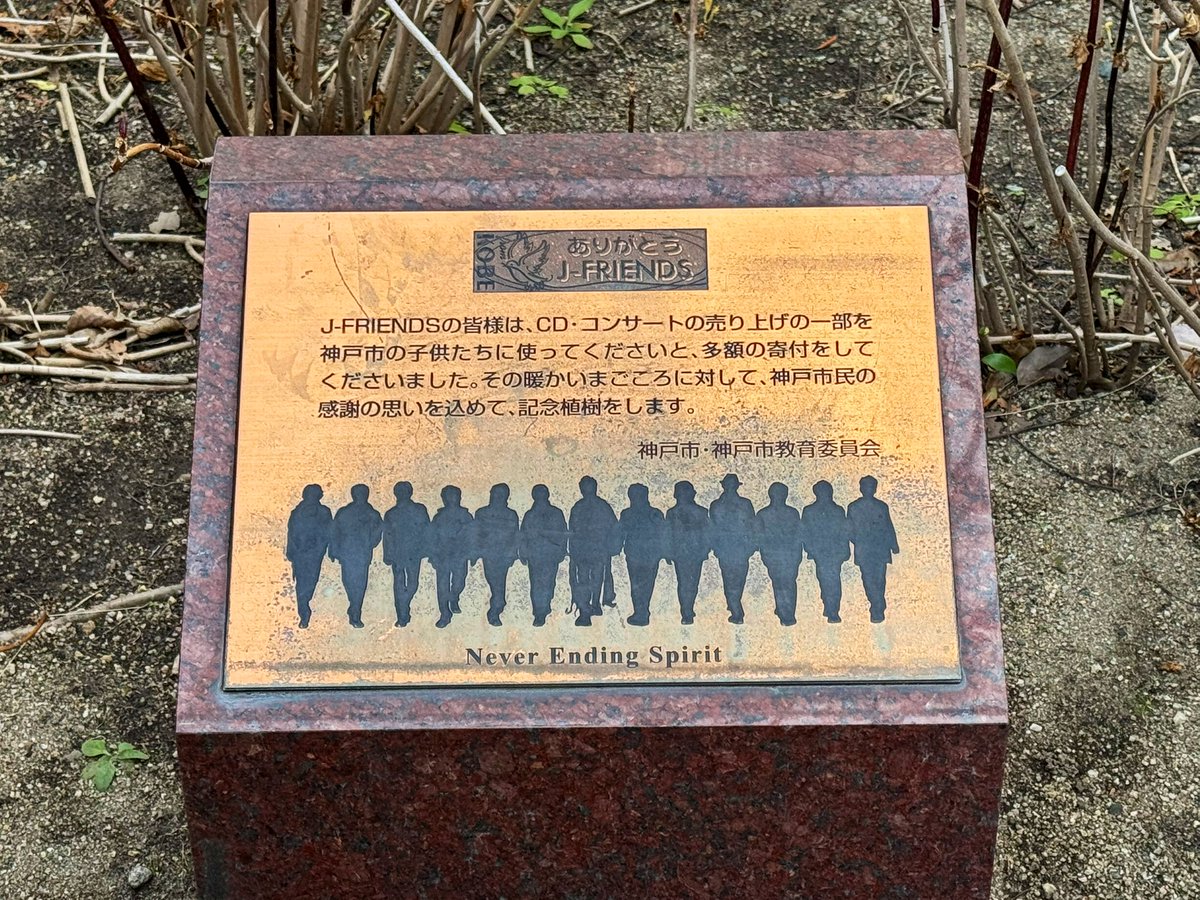 KOBE
ありがとう
J-FRIENDS
J-FRIENDSの皆様は、CD・コンサートの売り上げの一部を
神戸市の子供たちに使ってくださいと、多額の寄付をして
くださいました。その暖かいまごころに対して、神戸市民の
感謝の思いを込めて、記念植樹をします。
神戸市・神戸市教育委員会
Never Ending Spirit